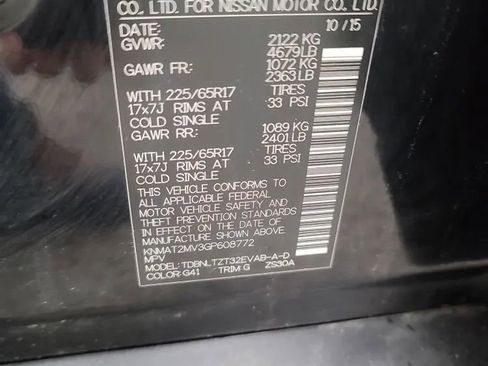 CO. LTD. FOR NISSAN MOTOR CO. LTD.
DATE: 10/15
GVWR: 2122 KG
4679LB
GAWR FR: 1072 KG
2363LB
WITH 225/65R17 TIRES
17x7J RIMS AT 33 PSI
COLD SINGLE
GAWR RR: 1089 KG
2401LB
WITH 225/65R17 TIRES
17x7J RIMS AT 33 PSI
COLD SINGLE
THIS VEHICLE CONFORMS TO
ALL APPLICABLE FEDERAL
MOTOR VEHICLE SAFETY AND
THEFT PREVENTION STANDARDS
IN EFFECT ON THE DATE OF
MANUFACTURE SHOWN ABOVE.
KNMAT2MV3GP608772
MPV
MODEL: TDBNLTZT32EVAB-A-D
COLOR: G41 TRIM: G ZS30A